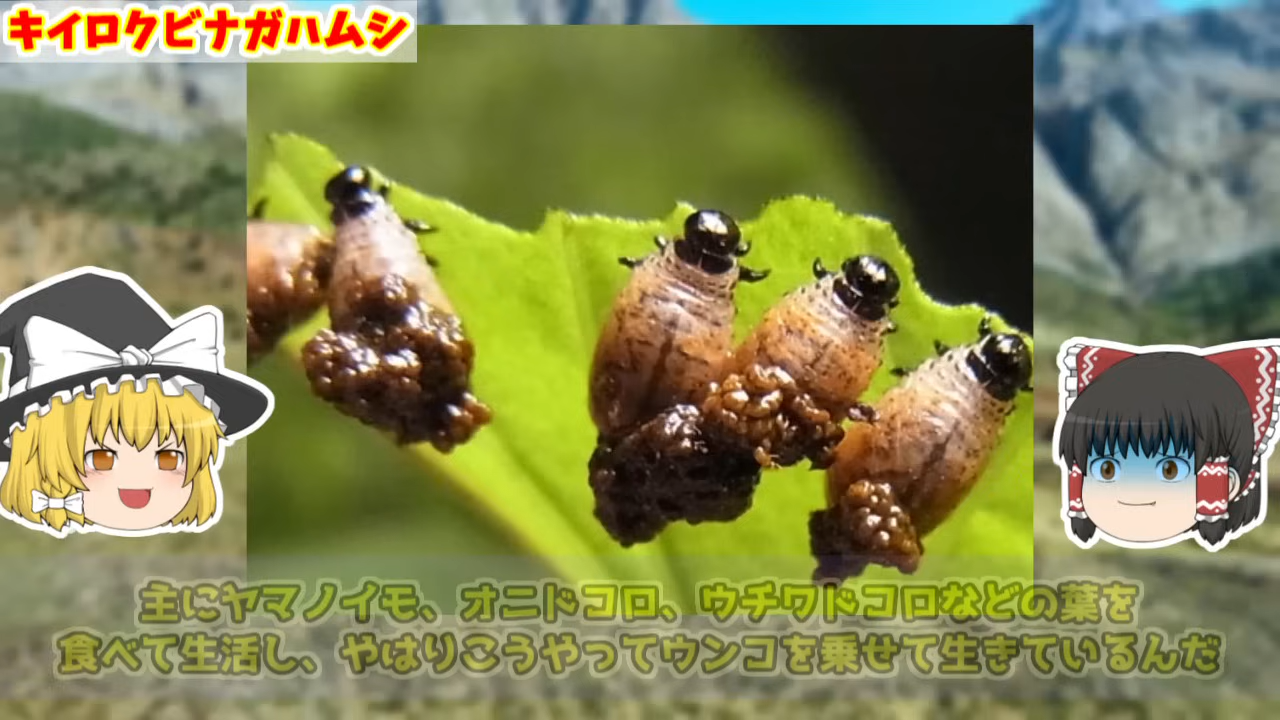 キイロクビナガハムシ
主にヤマノイモ、オニドコロ、ウチワドコロなどの葉を
食べて生活し、やはりこうやってウンコを乗せて生きているんだ